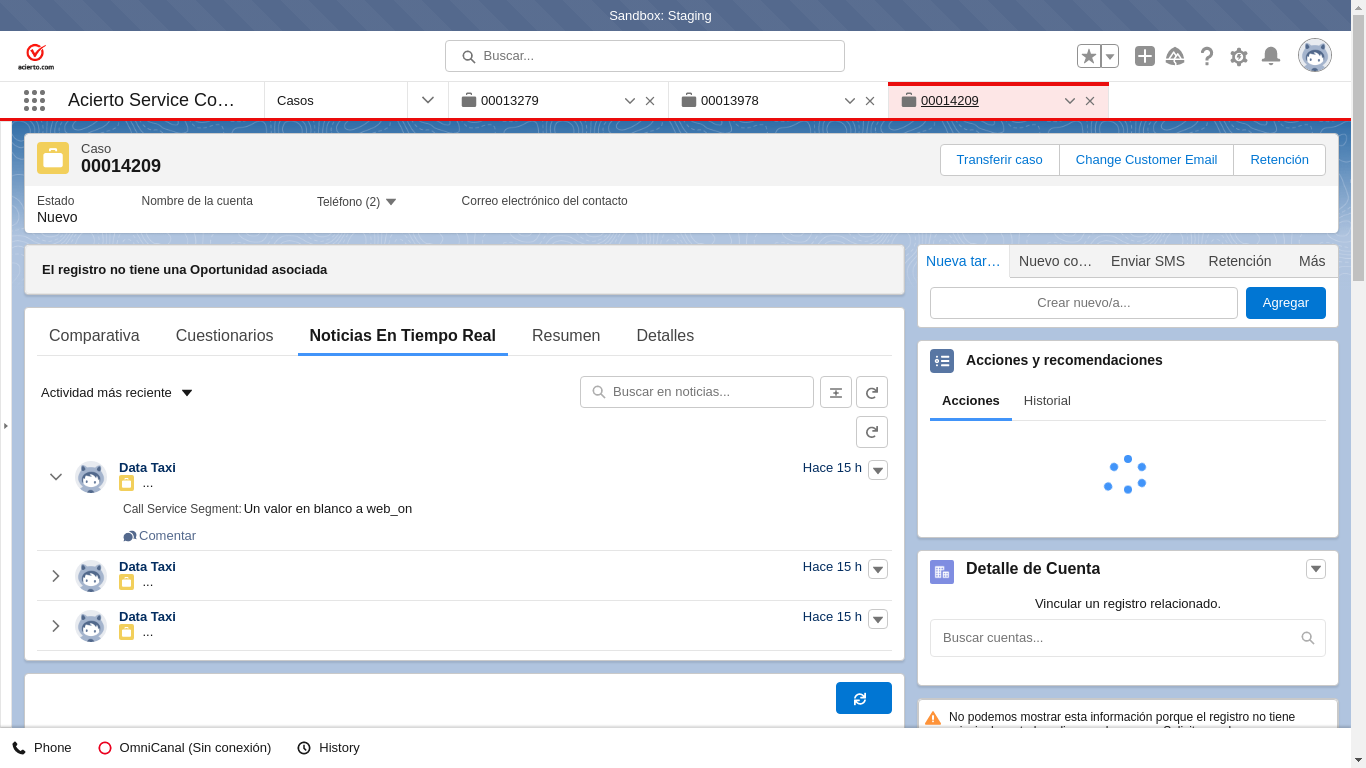 Sandbox: Staging
acierto.com
Buscar...
Acierto Service Co…
Casos
00013279
00013978
00014209
Caso
00014209
Transferir caso
Change Customer Email
Retención
Estado
Nombre de la cuenta
Teléfono (2)
Correo electrónico del contacto
Nuevo
El registro no tiene una Oportunidad asociada
Comparativa
Cuestionarios
Noticias En Tiempo Real
Resumen
Detalles
Actividad más reciente
Buscar en noticias...
Data Taxi
Hace 15 h
...
Call Service Segment: Un valor en blanco a web_on
Comentar
Data Taxi
Hace 15 h
...
Data Taxi
Hace 15 h
...
Nueva tar…
Nuevo co…
Enviar SMS
Retención
Más
Crear nuevo/a...
Agregar
Acciones y recomendaciones
Acciones
Historial
Detalle de Cuenta
Vincular un registro relacionado.
Buscar cuentas...
No podemos mostrar esta información porque el registro no tiene
Phone
OmniCanal (Sin conexión)
History